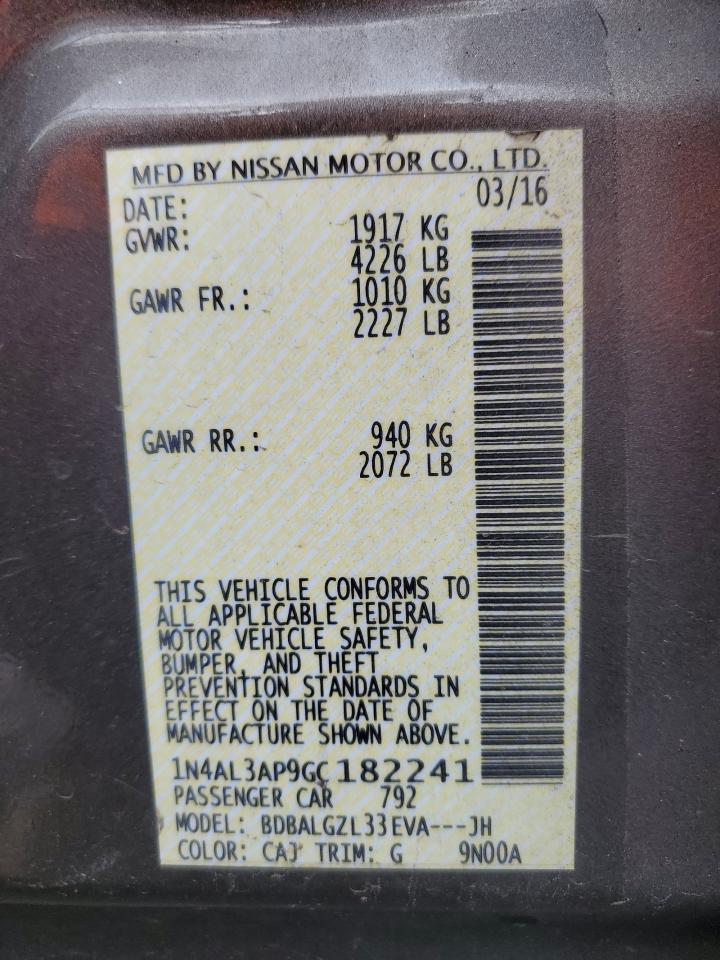 MFD BY NISSAN MOTOR CO., LTD.
DATE: 03/16
GVWR: 1917 KG
4226 LB
GAWR FR.: 1010 KG
2227 LB
GAWR RR.: 940 KG
2072 LB
THIS VEHICLE CONFORMS TO
ALL APPLICABLE FEDERAL
MOTOR VEHICLE SAFETY,
BUMPER, AND THEFT
PREVENTION STANDARDS IN
EFFECT ON THE DATE OF
MANUFACTURE SHOWN ABOVE.
1N4AL3AP9GC182241
PASSENGER CAR 792
MODEL: BDBALGZL33EVA---JH
COLOR: CAJ TRIM: G 9N00A